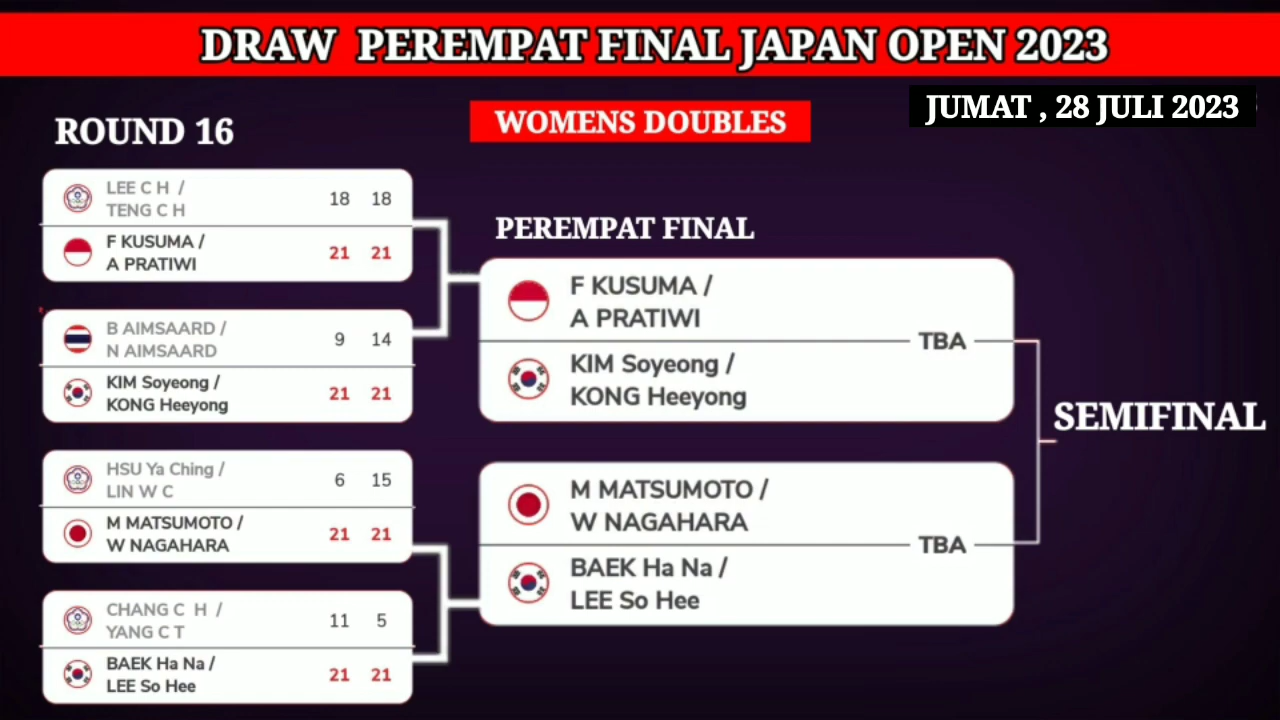 DRAW PEREMPAT FINAL JAPAN OPEN 2023
JUMAT , 28 JULI 2023
WOMENS DOUBLES
ROUND 16
LEE C H /
TENG C H
18 18
F KUSUMA /
A PRATIWI
21 21
B AIMSAARD /
N AIMSAARD
9 14
KIM Soyeong /
KONG Heeyong
21 21
HSU Ya Ching /
LIN W C
6 15
M MATSUMOTO /
W NAGAHARA
21 21
CHANG C H /
YANG C T
11 5
BAEK Ha Na /
LEE So Hee
21 21
PEREMPAT FINAL
F KUSUMA /
A PRATIWI
TBA
KIM Soyeong /
KONG Heeyong
M MATSUMOTO /
W NAGAHARA
TBA
BAEK Ha Na /
LEE So Hee
SEMIFINAL